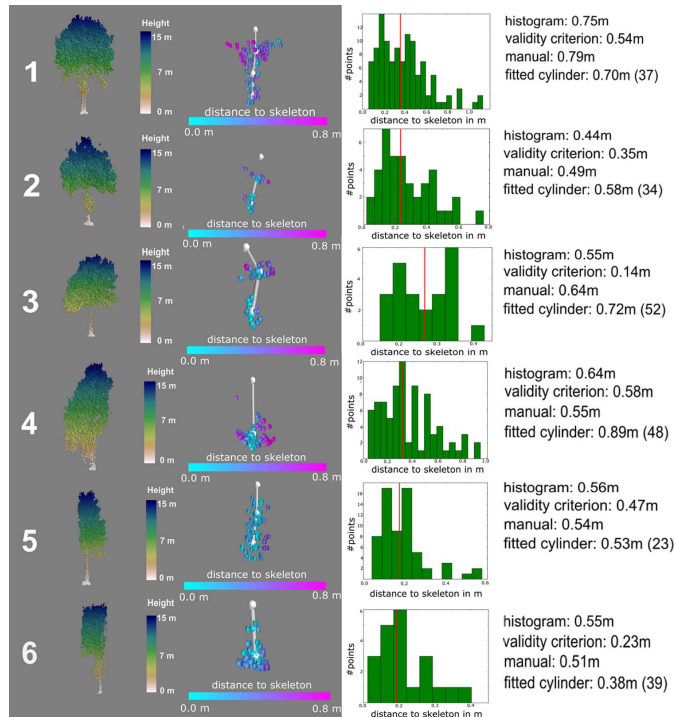 1
Height
15 m
7 m
0 m
distance to skeleton
0.0 m 0.8 m
#points
distance to skeleton in m
histogram: 0.75m
validity criterion: 0.54m
manual: 0.79m
fitted cylinder: 0.70m (37)
2
Height
15 m
7 m
0 m
distance to skeleton
0.0 m 0.8 m
#points
distance to skeleton in m
histogram: 0.44m
validity criterion: 0.35m
manual: 0.49m
fitted cylinder: 0.58m (34)
3
Height
15 m
7 m
0 m
distance to skeleton
0.0 m 0.8 m
#points
distance to skeleton in m
histogram: 0.55m
validity criterion: 0.14m
manual: 0.64m
fitted cylinder: 0.72m (52)
4
Height
15 m
7 m
0 m
distance to skeleton
0.0 m 0.8 m
#points
distance to skeleton in m
histogram: 0.64m
validity criterion: 0.58m
manual: 0.55m
fitted cylinder: 0.89m (48)
5
Height
15 m
7 m
0 m
distance to skeleton
0.0 m 0.8 m
#points
distance to skeleton in m
histogram: 0.56m
validity criterion: 0.47m
manual: 0.54m
fitted cylinder: 0.53m (23)
6
Height
15 m
7 m
0 m
distance to skeleton
0.0 m 0.8 m
#points
distance to skeleton in m
histogram: 0.55m
validity criterion: 0.23m
manual: 0.51m
fitted cylinder: 0.38m (39)